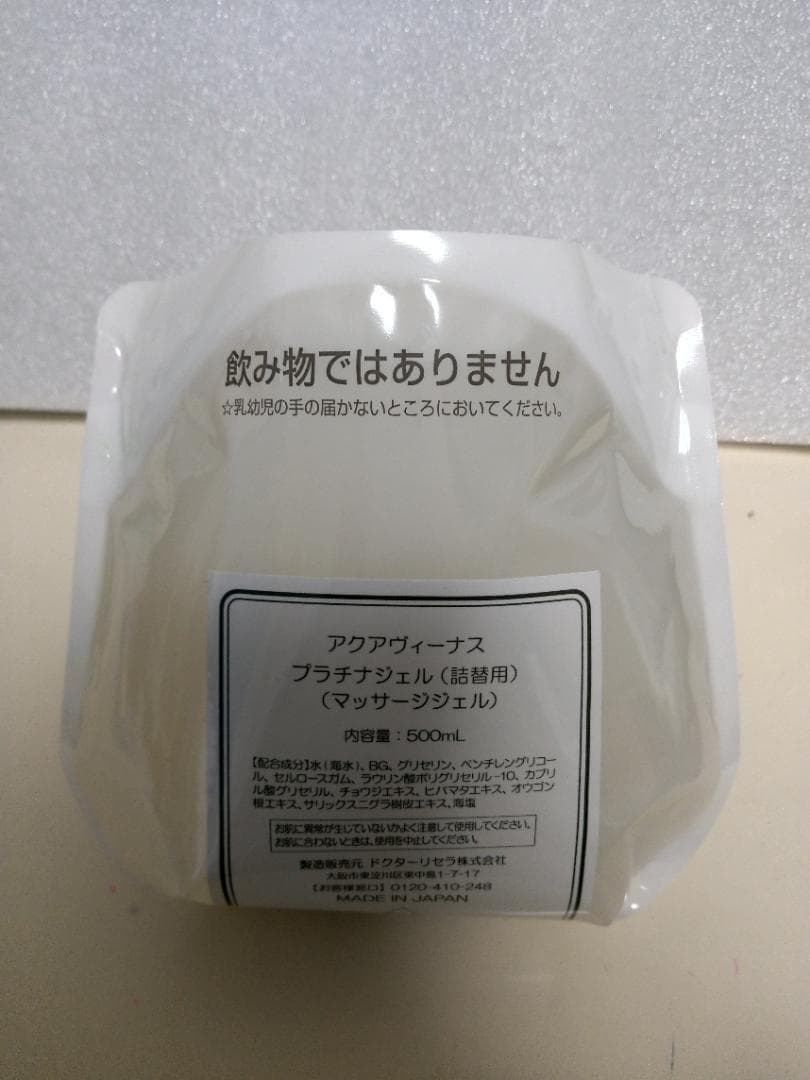 飲み物ではありません
☆乳幼児の手の届かないところにおいてください。
アクアヴィーナス
プラチナジェル（詰替用）
（マッサージジェル）
内容量：500mL
【配合成分】水（海水）、BG、グリセリン、ペンチレングリコー
ル、セルロースガム、ラウリン酸ポリグリセリル-10、カプリ
ル酸グリセリル、チョウジエキス、ヒバマタエキス、オウゴン
根エキス、サリックスニグラ樹皮エキス、海塩
お肌に異常が生じていないかよく注意して使用してください。
お肌に合わないときは、使用を中止してください。
製造販売元 ドクターリセラ株式会社
大阪市東淀川区東中島1-7-17
【お客様窓口】0120-410-248
MADE IN JAPAN